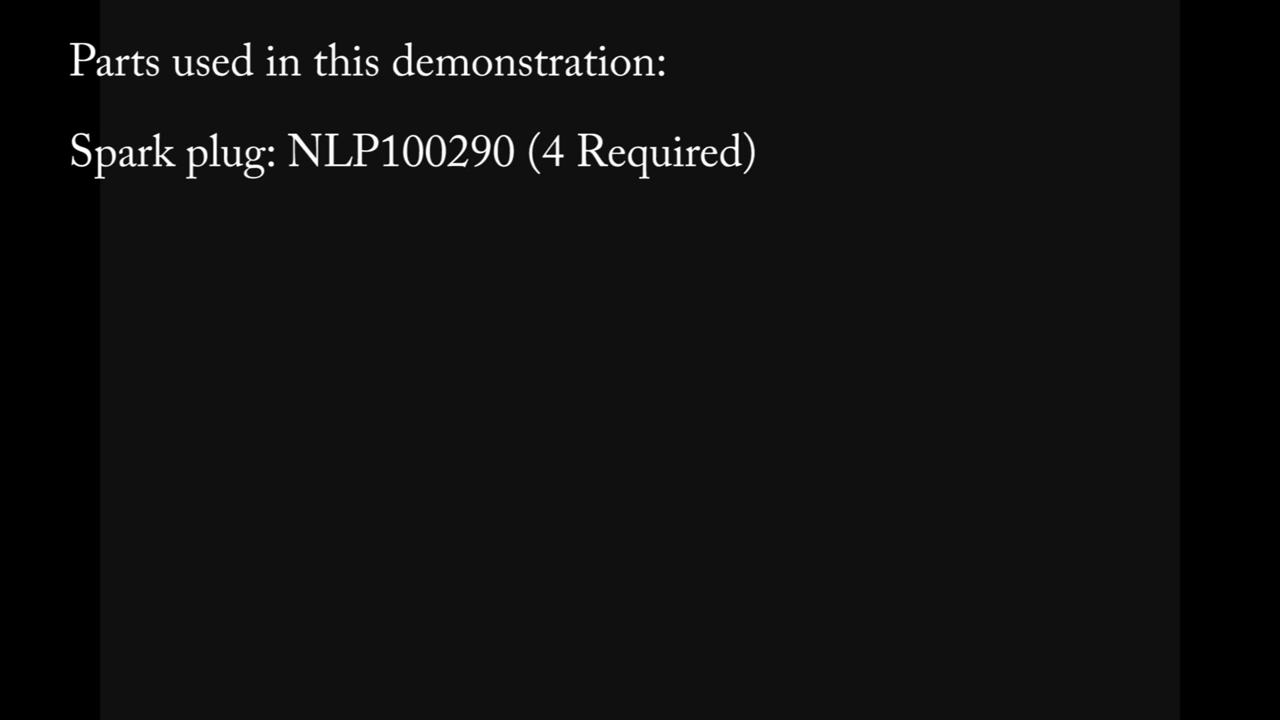 Parts used in this demonstration:
Spark plug: NLP100290 (4 Required)